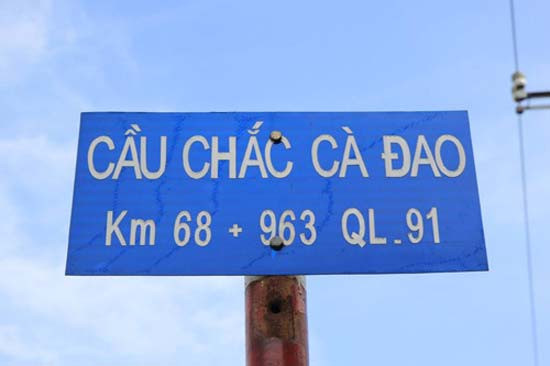 CẦU CHẮC CÀ ĐAO
Km 68 + 963 QL.91